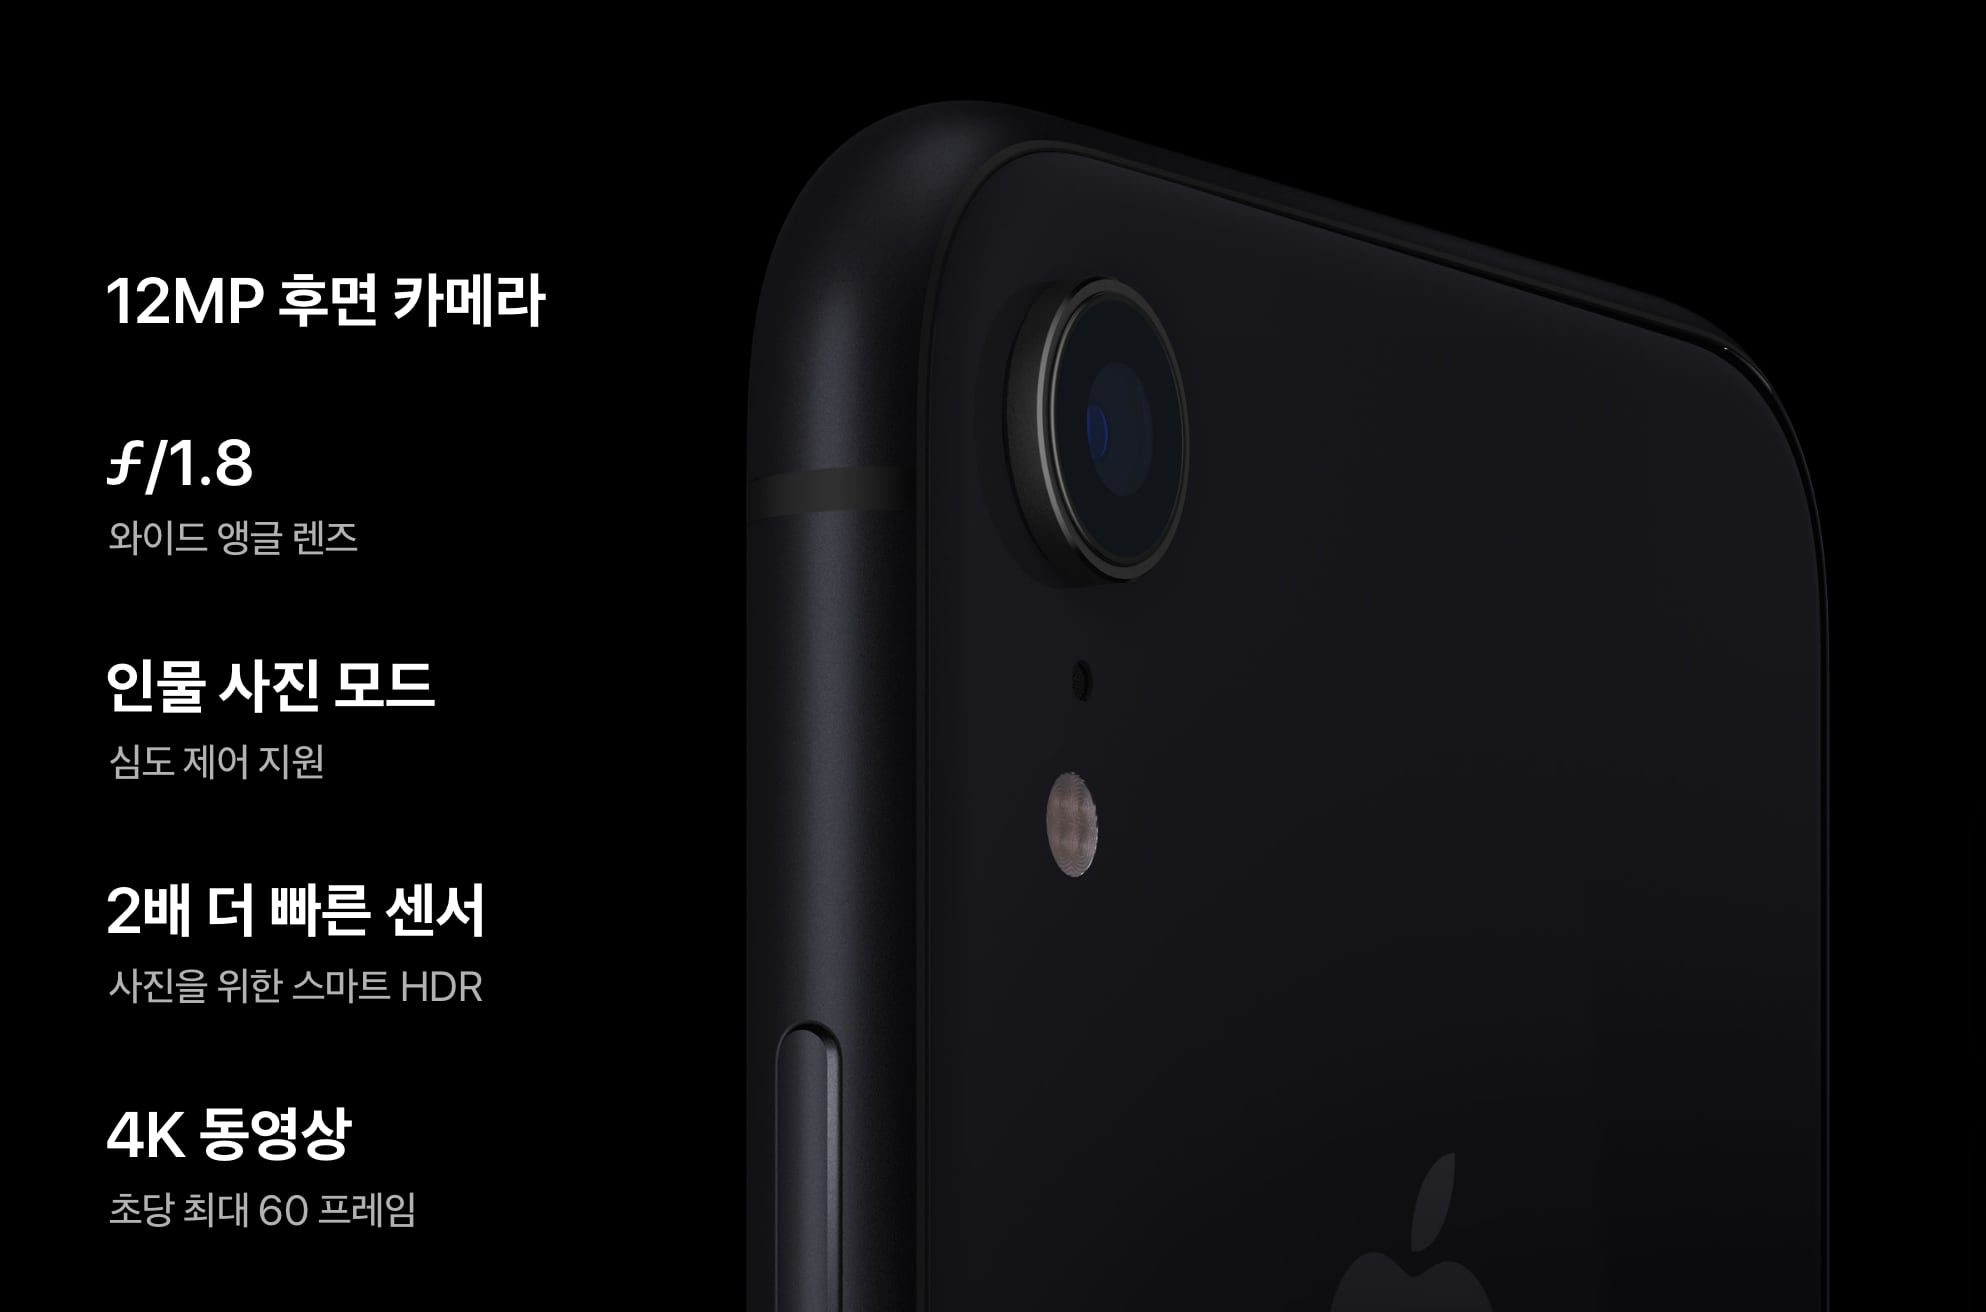 12MP 후면 카메라
ƒ/1.8
와이드 앵글 렌즈
인물 사진 모드
심도 제어 지원
2배 더 빠른 센서
사진을 위한 스마트 HDR
4K 동영상
초당 최대 60 프레임